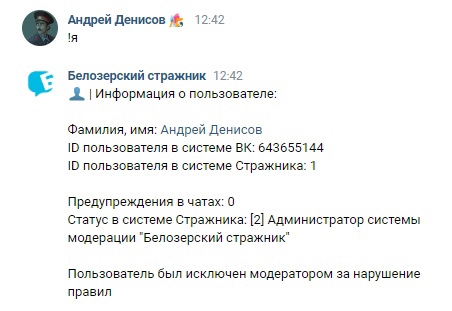 Андрей Денисов 12:42
!я
Белозерский стражник 12:42
| Информация о пользователе:
Фамилия, имя: Андрей Денисов
ID пользователя в системе ВК: 643655144
ID пользователя в системе Стражника: 1
Предупреждения в чатах: 0
Статус в системе Стражника: [2] Администратор системы
модерации "Белозерский стражник"
Пользователь был исключен модератором за нарушение
правил